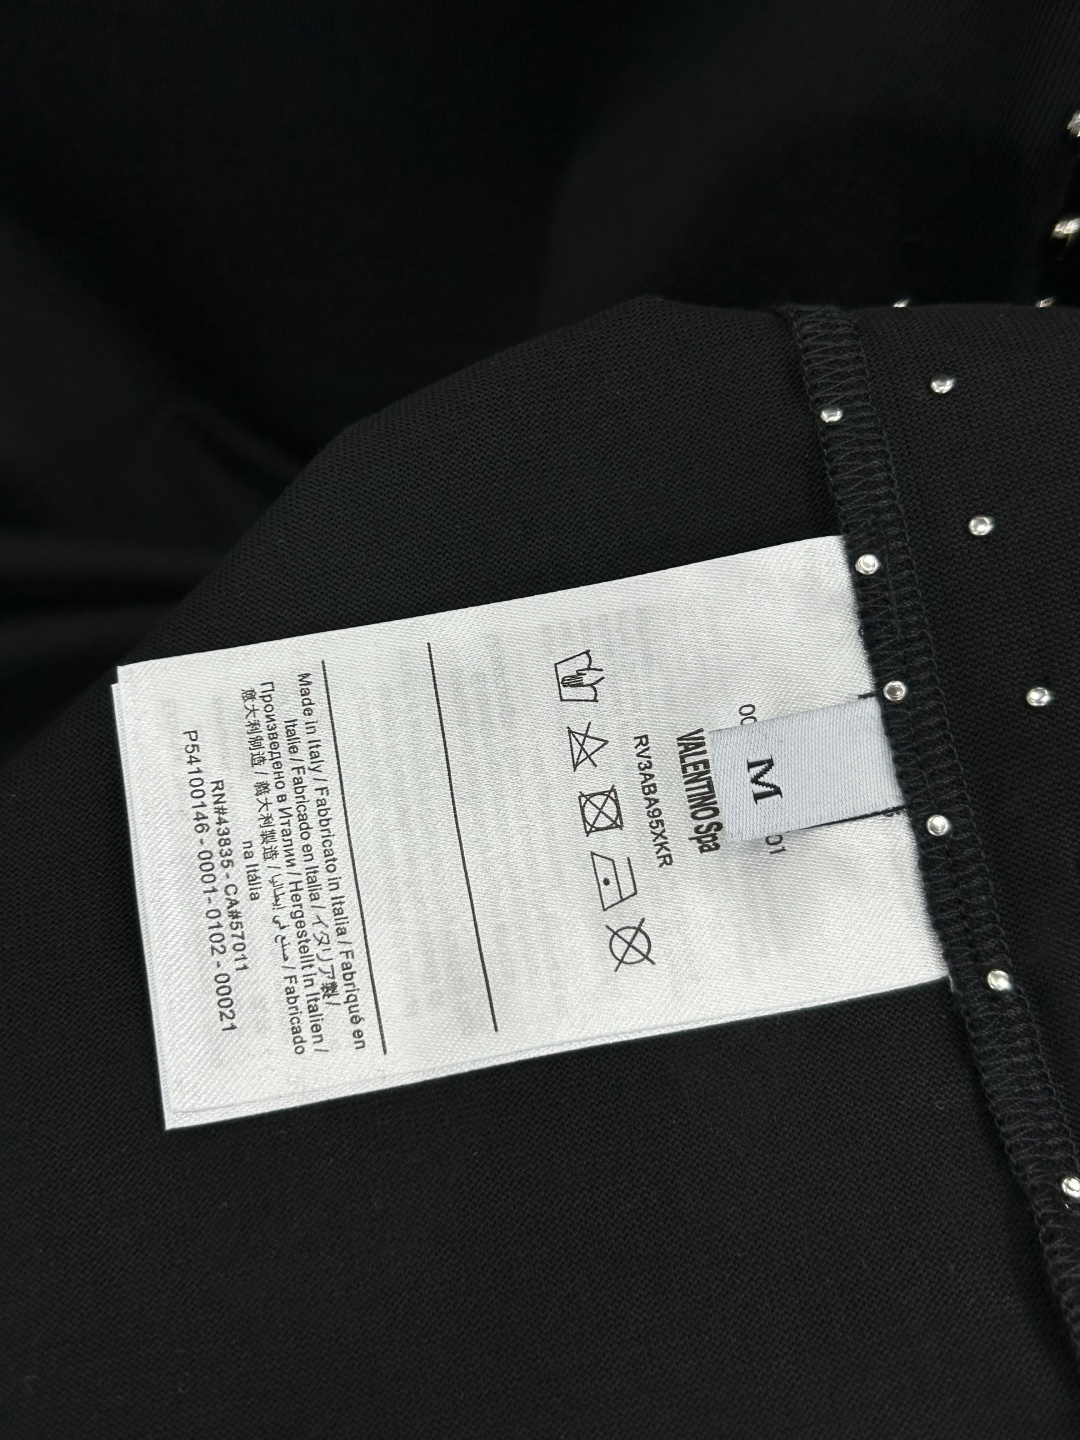 M
VALENTINO Spa
RV3ABA95XKR
Made in Italy / Fabbricato in Italia / Fabriqué en
Italie / Fabricado en Italia / イタリア製 /
Произведено в Италии / Hergestellt in Italien /
意大利制造 / 義大利製造 / صنع في إيطاليا / Fabricado
na Itália
RN#43835 - CA#57011
P54100146 - 0001- 0102 - 00021